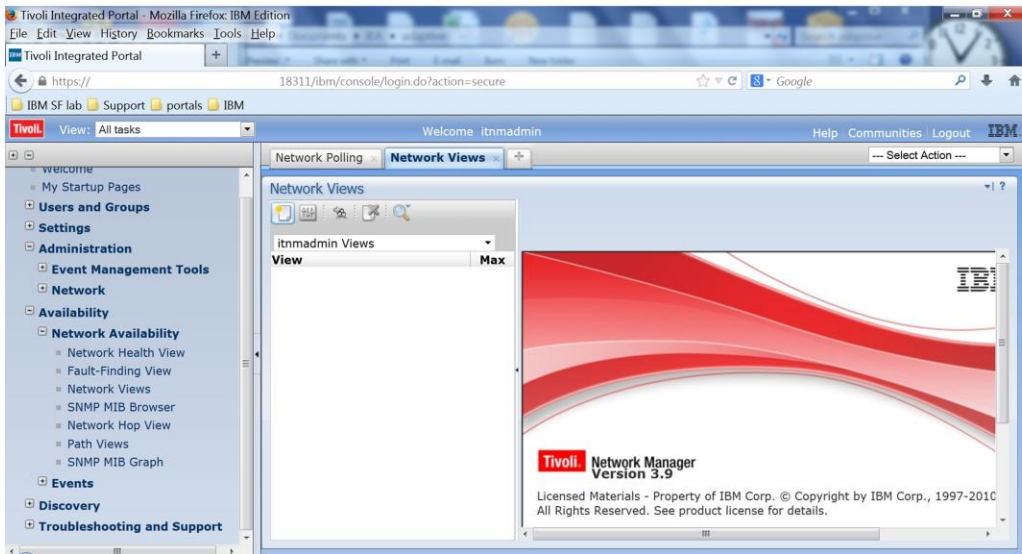 Tivoli Integrated Portal - Mozilla Firefox: IBM Edition
File Edit View History Bookmarks Tools Help
Tivoli Integrated Portal
https:// 18311/ibm/console/login.do?action=secure
Google
IBM SF lab Support portals IBM
Tivoli. View: All tasks Welcome itnmadmin Help Communities Logout IBM
Network Polling Network Views --- Select Action ---
Welcome
My Startup Pages
Users and Groups
Settings
Administration
Event Management Tools
Network
Availability
Network Availability
Network Health View
Fault-Finding View
Network Views
SNMP MIB Browser
Network Hop View
Path Views
SNMP MIB Graph
Events
Discovery
Troubleshooting and Support
Network Views
itnmadmin Views
View Max
IBM
Tivoli. Network Manager
Version 3.9
Licensed Materials - Property of IBM Corp. © Copyright by IBM Corp., 1997-2010
All Rights Reserved. See product license for details.